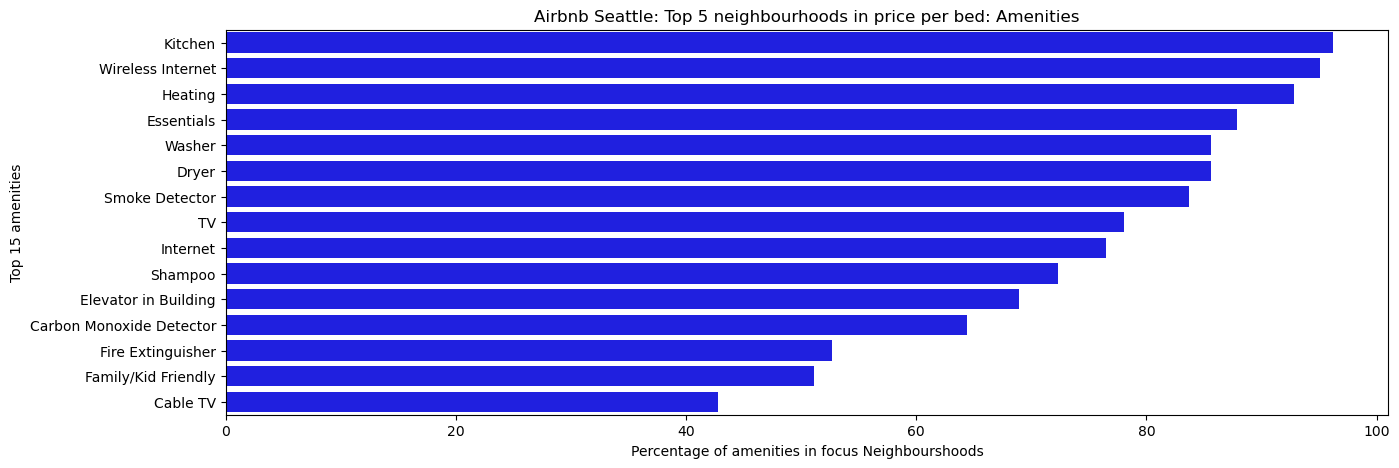 Airbnb Seattle: Top 5 neighbourhoods in price per bed: Amenities
Top 15 amenities
Kitchen
Wireless Internet
Heating
Essentials
Washer
Dryer
Smoke Detector
TV
Internet
Shampoo
Elevator in Building
Carbon Monoxide Detector
Fire Extinguisher
Family/Kid Friendly
Cable TV
0 20 40 60 80 100
Percentage of amenities in focus Neighbourshoods